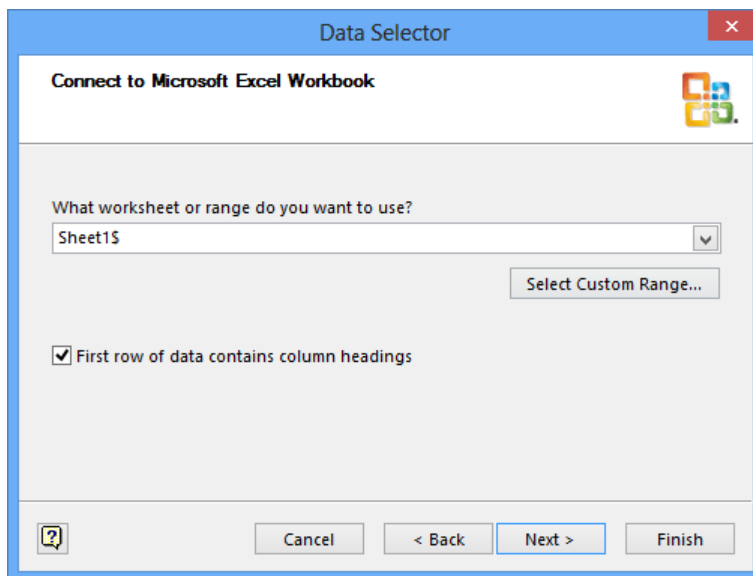 Data Selector
Connect to Microsoft Excel Workbook
What worksheet or range do you want to use?
Sheet1$
Select Custom Range...
First row of data contains column headings
Cancel
< Back
Next >
Finish